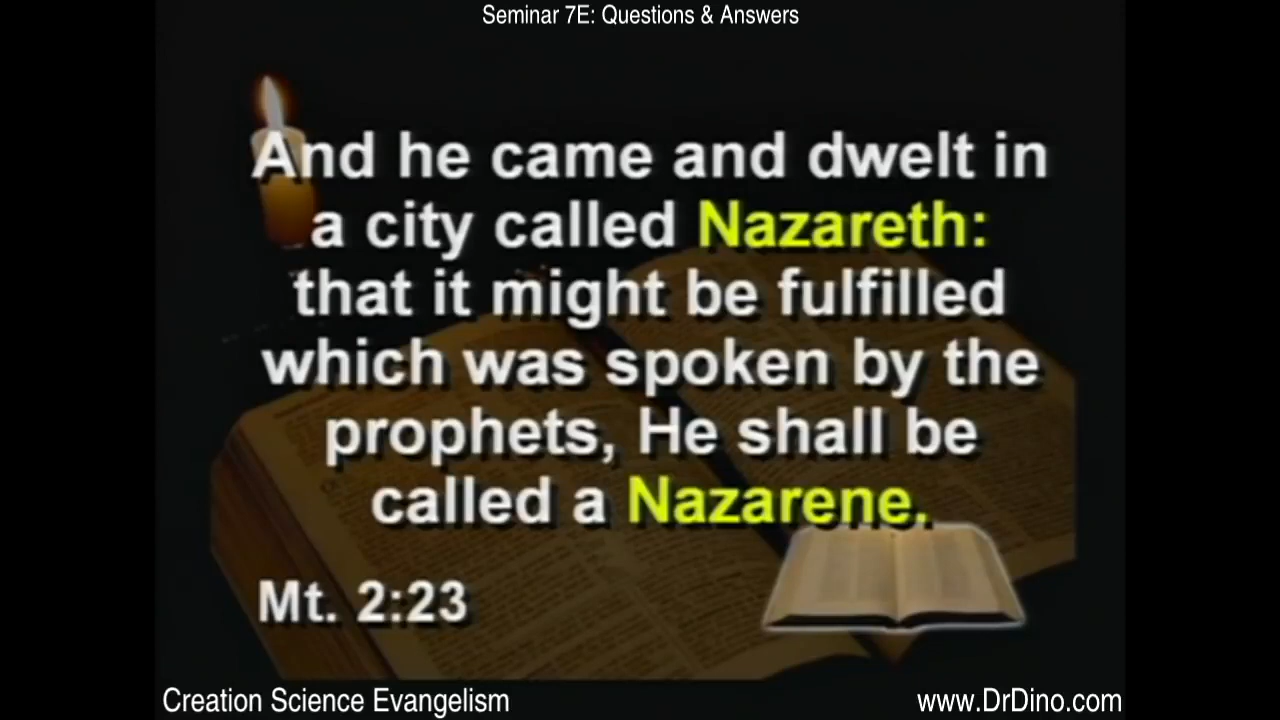 Seminar 7E: Questions & Answers
And he came and dwelt in
a city called Nazareth:
that it might be fulfilled
which was spoken by the
prophets, He shall be
called a Nazarene.
Mt. 2:23
Creation Science Evangelism
www.DrDino.com